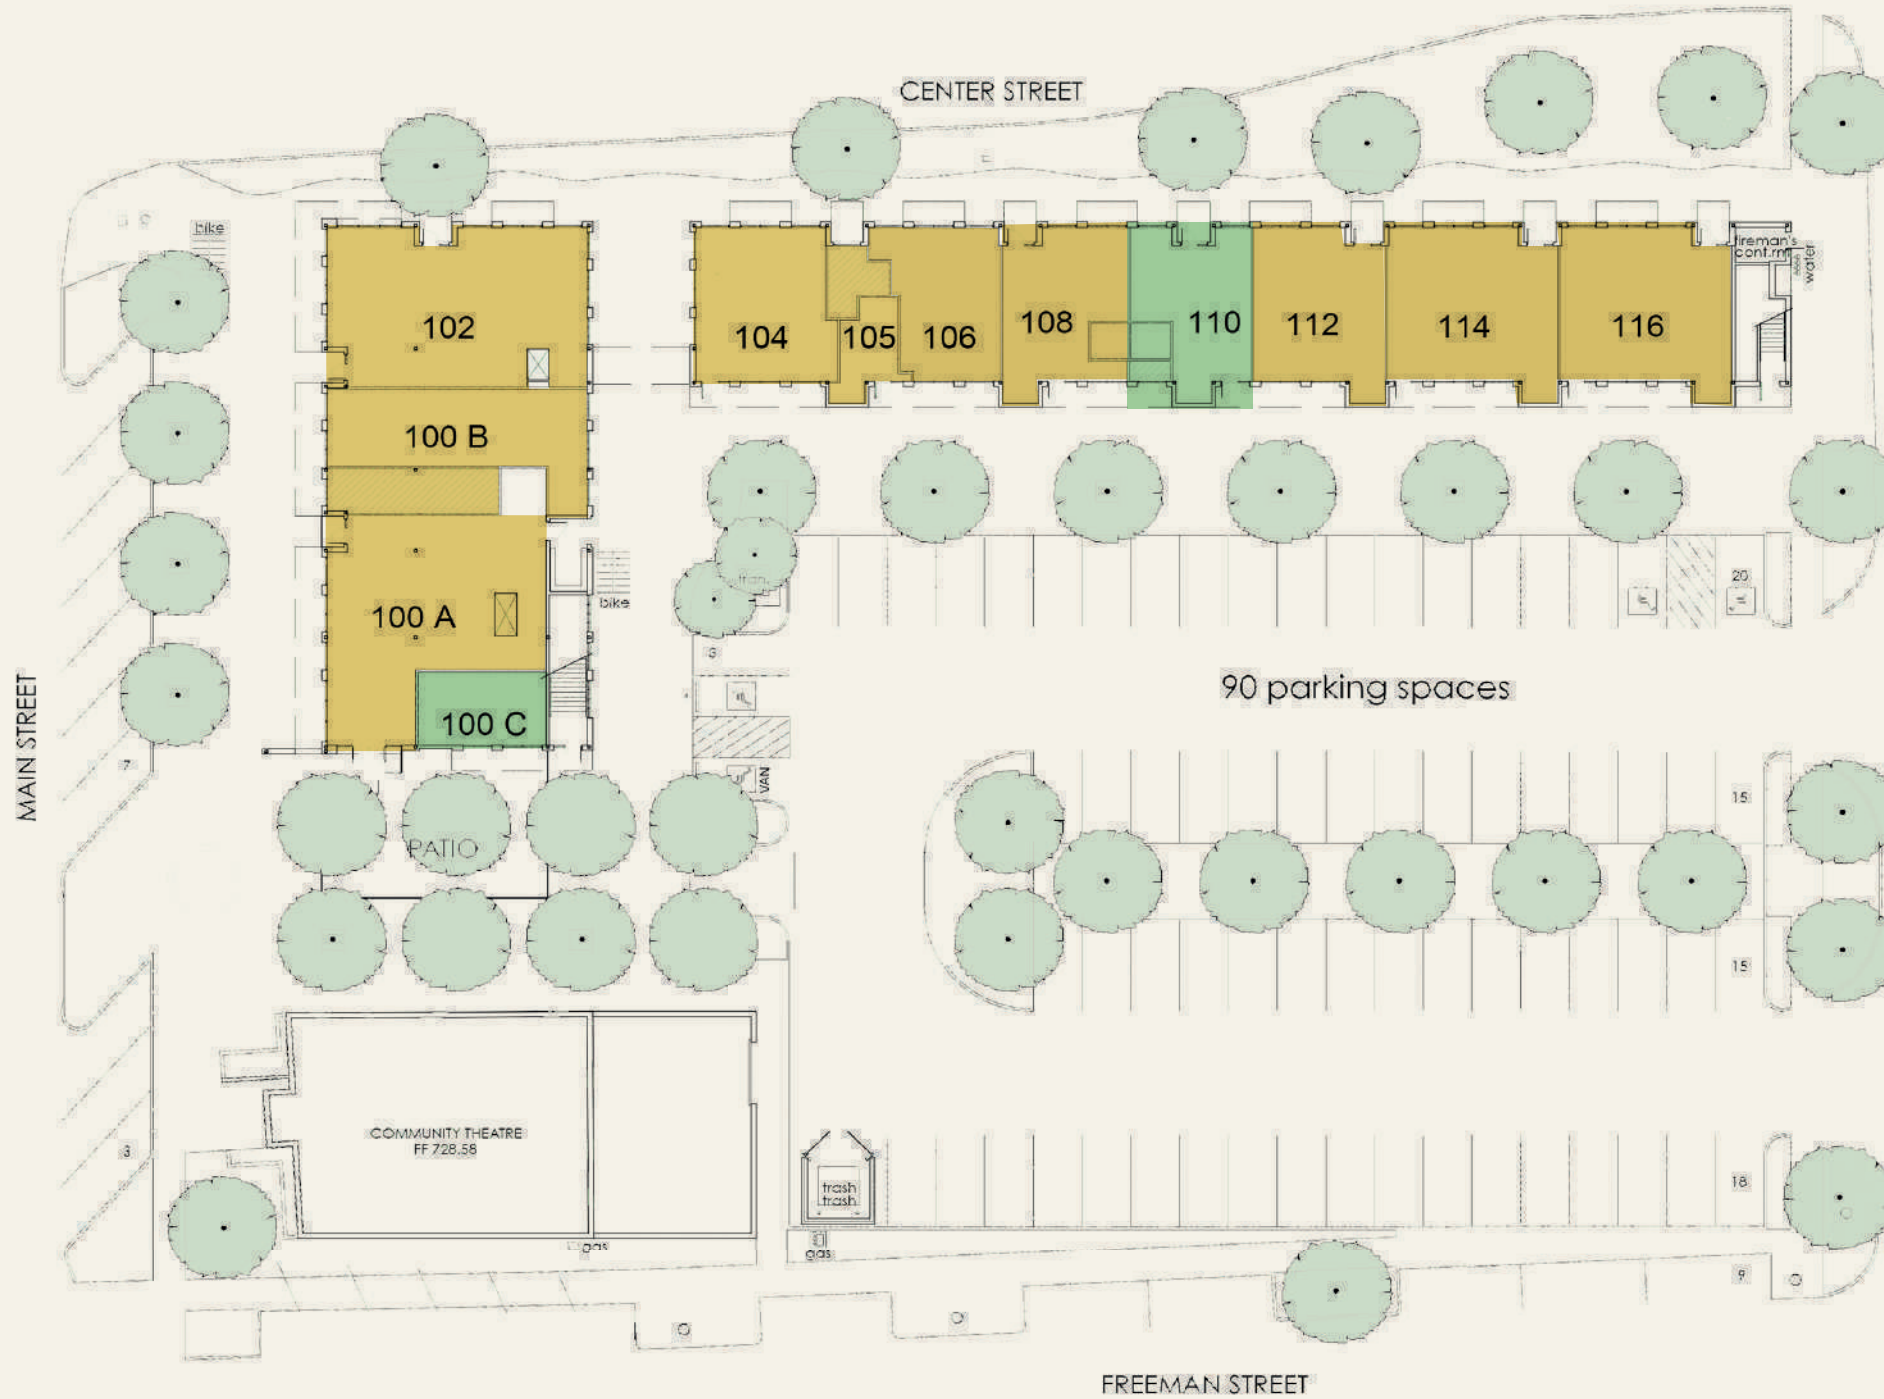 CENTER STREET
bike
fireman's
cont.rm
water
102
104
105
106
108
110
112
114
116
100 B
bike
100 A
100 C
20
3
90 parking spaces
MAIN STREET
7
VAN
15
PATIO
15
COMMUNITY THEATRE
FF 728.58
3
trash
trash
18
gas
gas
9
FREEMAN STREET